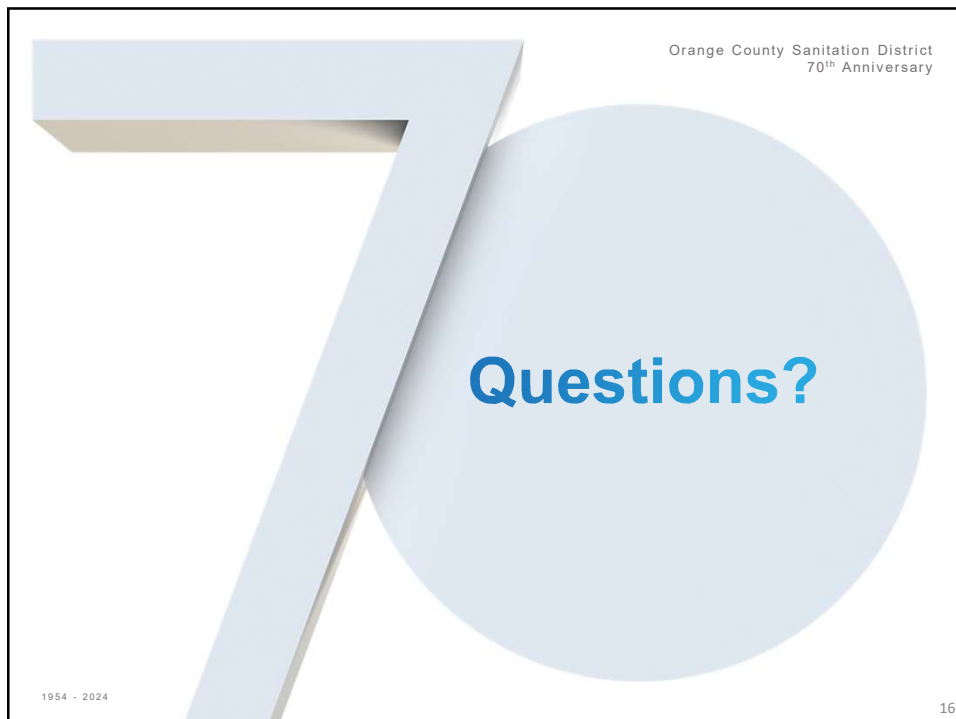 Orange County Sanitation District
70th Anniversary
Questions?
1954 - 2024
16